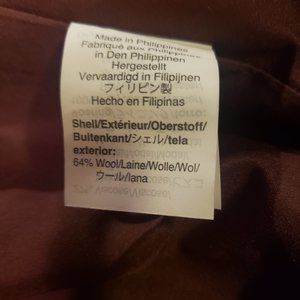 Made in Philippines
Fabriqué aux Philippines
in Den Philippinen
Hergestellt
Vervaardigd in Filipijnen
フィリピン製
Hecho en Filipinas
Shell/Extérieur/Oberstoff/
Buitenkant/シェル/tela
exterior:
64% Wool/Laine/Wolle/Wol/
ウール/lana